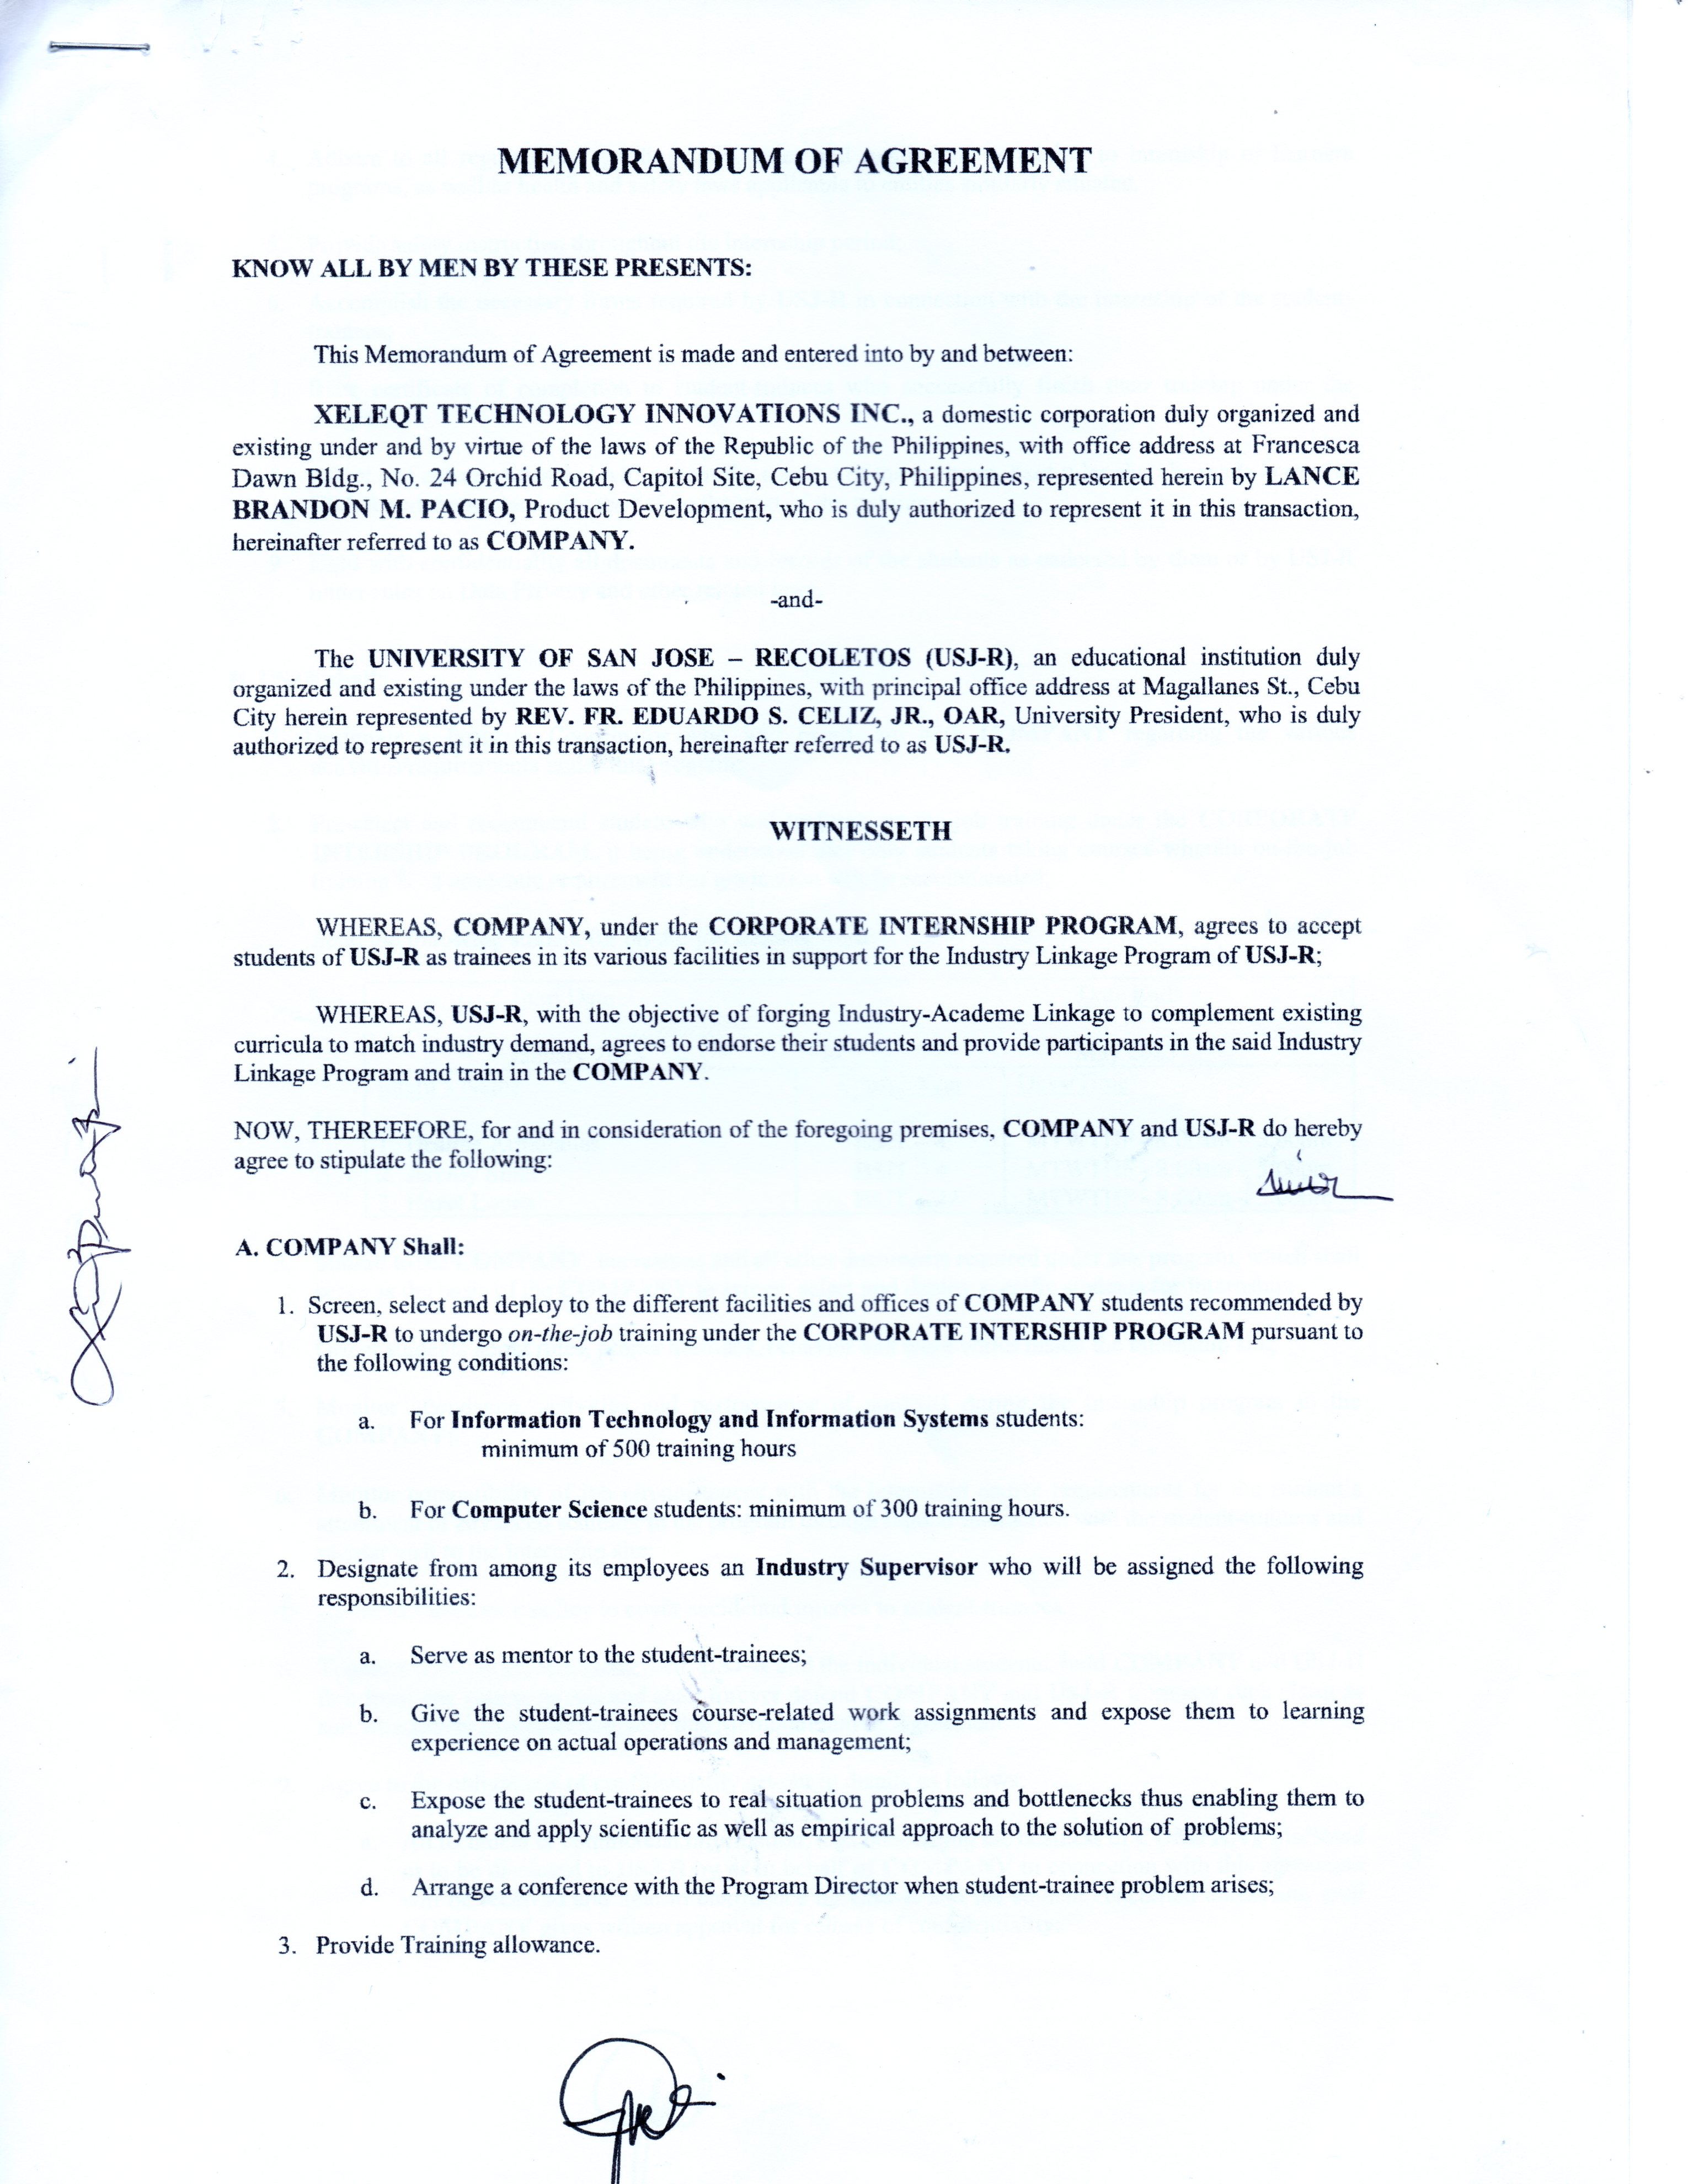 MEMORANDUM OF AGREEMENT
KNOW ALL BY MEN BY THESE PRESENTS:
This Memorandum of Agreement is made and entered into by and between:
XELEQT TECHNOLOGY INNOVATIONS INC., a domestic corporation duly organized and
existing under and by virtue of the laws of the Republic of the Philippines, with office address at Francesca
Dawn Bldg., No. 24 Orchid Road, Capitol Site, Cebu City, Philippines, represented herein by LANCE
BRANDON M. PACIO, Product Development, who is duly authorized to represent it in this transaction,
hereinafter referred to as COMPANY.
-and-
The UNIVERSITY OF SAN JOSE – RECOLETOS (USJ-R), an educational institution duly
organized and existing under the laws of the Philippines, with principal office address at Magallanes St., Cebu
City herein represented by REV. FR. EDUARDO S. CELIZ, JR., OAR, University President, who is duly
authorized to represent it in this transaction, hereinafter referred to as USJ-R.
WITNESSETH
WHEREAS, COMPANY, under the CORPORATE INTERNSHIP PROGRAM, agrees to accept
students of USJ-R as trainees in its various facilities in support for the Industry Linkage Program of USJ-R;
WHEREAS, USJ-R, with the objective of forging Industry-Academe Linkage to complement existing
curricula to match industry demand, agrees to endorse their students and provide participants in the said Industry
Linkage Program and train in the COMPANY.
NOW, THEREEFORE, for and in consideration of the foregoing premises, COMPANY and USJ-R do hereby
agree to stipulate the following:
A. COMPANY Shall:
1. Screen, select and deploy to the different facilities and offices of COMPANY students recommended by
USJ-R to undergo on-the-job training under the CORPORATE INTERSHIP PROGRAM pursuant to
the following conditions:
a. For Information Technology and Information Systems students:
minimum of 500 training hours
b. For Computer Science students: minimum of 300 training hours.
2. Designate from among its employees an Industry Supervisor who will be assigned the following
responsibilities:
a. Serve as mentor to the student-trainees;
b. Give the student-trainees course-related work assignments and expose them to learning
experience on actual operations and management;
c. Expose the student-trainees to real situation problems and bottlenecks thus enabling them to
analyze and apply scientific as well as empirical approach to the solution of problems;
d. Arrange a conference with the Program Director when student-trainee problem arises;
3. Provide Training allowance.